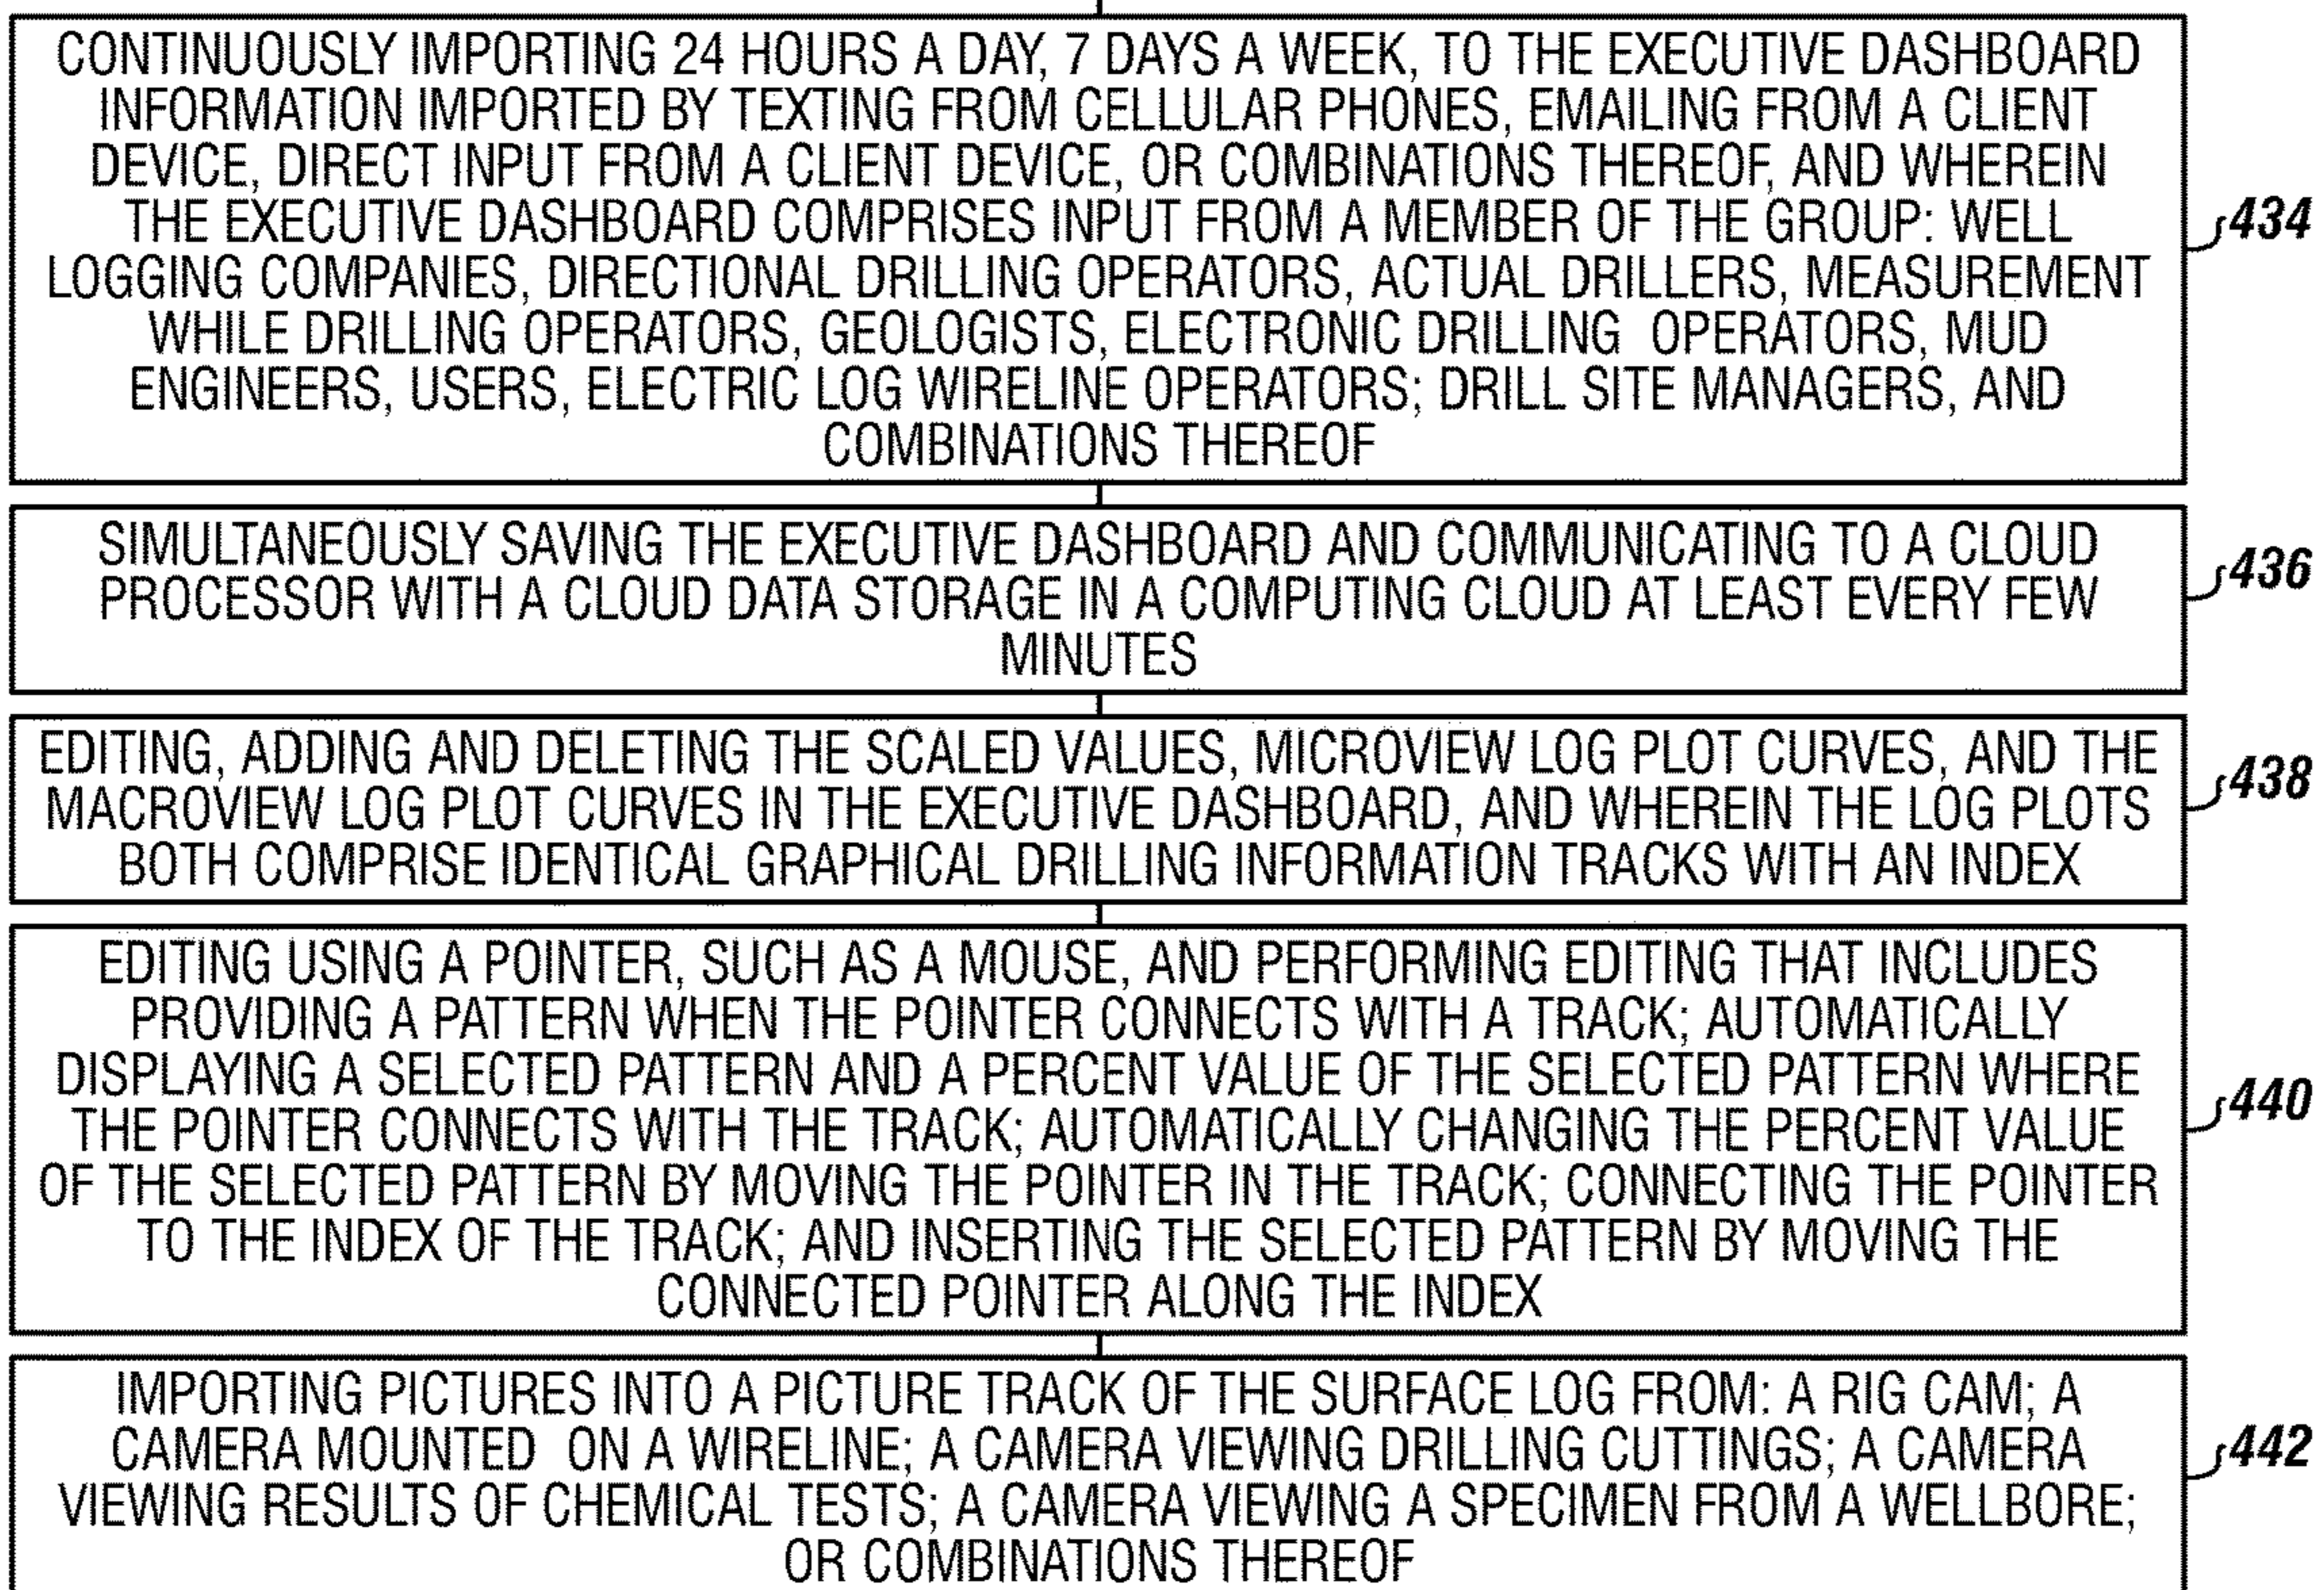 CONTINUOUSLY IMPORTING 24 HOURS A DAY, 7 DAYS A WEEK, TO THE EXECUTIVE DASHBOARD
INFORMATION IMPORTED BY TEXTING FROM CELLULAR PHONES, EMAILING FROM A CLIENT
DEVICE, DIRECT INPUT FROM A CLIENT DEVICE, OR COMBINATIONS THEREOF, AND WHEREIN
THE EXECUTIVE DASHBOARD COMPRISES INPUT FROM A MEMBER OF THE GROUP: WELL
LOGGING COMPANIES, DIRECTIONAL DRILLING OPERATORS, ACTUAL DRILLERS, MEASUREMENT
WHILE DRILLING OPERATORS, GEOLOGISTS, ELECTRONIC DRILLING OPERATORS, MUD
ENGINEERS, USERS, ELECTRIC LOG WIRELINE OPERATORS; DRILL SITE MANAGERS, AND
COMBINATIONS THEREOF
434
SIMULTANEOUSLY SAVING THE EXECUTIVE DASHBOARD AND COMMUNICATING TO A CLOUD
PROCESSOR WITH A CLOUD DATA STORAGE IN A COMPUTING CLOUD AT LEAST EVERY FEW
MINUTES
436
EDITING, ADDING AND DELETING THE SCALED VALUES, MICROVIEW LOG PLOT CURVES, AND THE
MACROVIEW LOG PLOT CURVES IN THE EXECUTIVE DASHBOARD, AND WHEREIN THE LOG PLOTS
BOTH COMPRISE IDENTICAL GRAPHICAL DRILLING INFORMATION TRACKS WITH AN INDEX
438
EDITING USING A POINTER, SUCH AS A MOUSE, AND PERFORMING EDITING THAT INCLUDES
PROVIDING A PATTERN WHEN THE POINTER CONNECTS WITH A TRACK; AUTOMATICALLY
DISPLAYING A SELECTED PATTERN AND A PERCENT VALUE OF THE SELECTED PATTERN WHERE
THE POINTER CONNECTS WITH THE TRACK; AUTOMATICALLY CHANGING THE PERCENT VALUE
OF THE SELECTED PATTERN BY MOVING THE POINTER IN THE TRACK; CONNECTING THE POINTER
TO THE INDEX OF THE TRACK; AND INSERTING THE SELECTED PATTERN BY MOVING THE
CONNECTED POINTER ALONG THE INDEX
440
IMPORTING PICTURES INTO A PICTURE TRACK OF THE SURFACE LOG FROM: A RIG CAM; A
CAMERA MOUNTED ON A WIRELINE; A CAMERA VIEWING DRILLING CUTTINGS; A CAMERA
VIEWING RESULTS OF CHEMICAL TESTS; A CAMERA VIEWING A SPECIMEN FROM A WELLBORE;
OR COMBINATIONS THEREOF
442